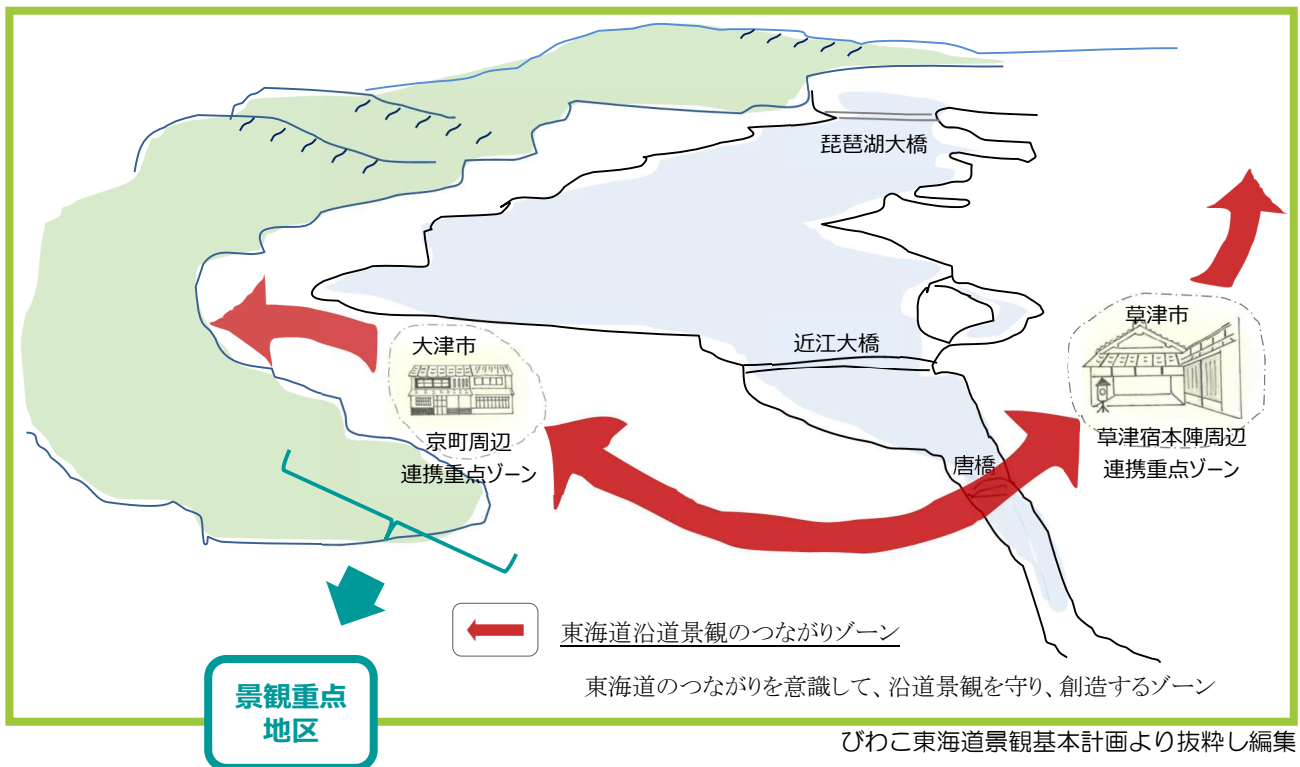 琵琶湖大橋
草津市
近江大橋
大津市
京町周辺
連携重点ゾーン
草津宿本陣周辺
連携重点ゾーン
唐橋
東海道沿道景観のつながりゾーン
東海道のつながりを意識して、沿道景観を守り、創造するゾーン
景観重点
地区
びわこ東海道景観基本計画より抜粋し編集